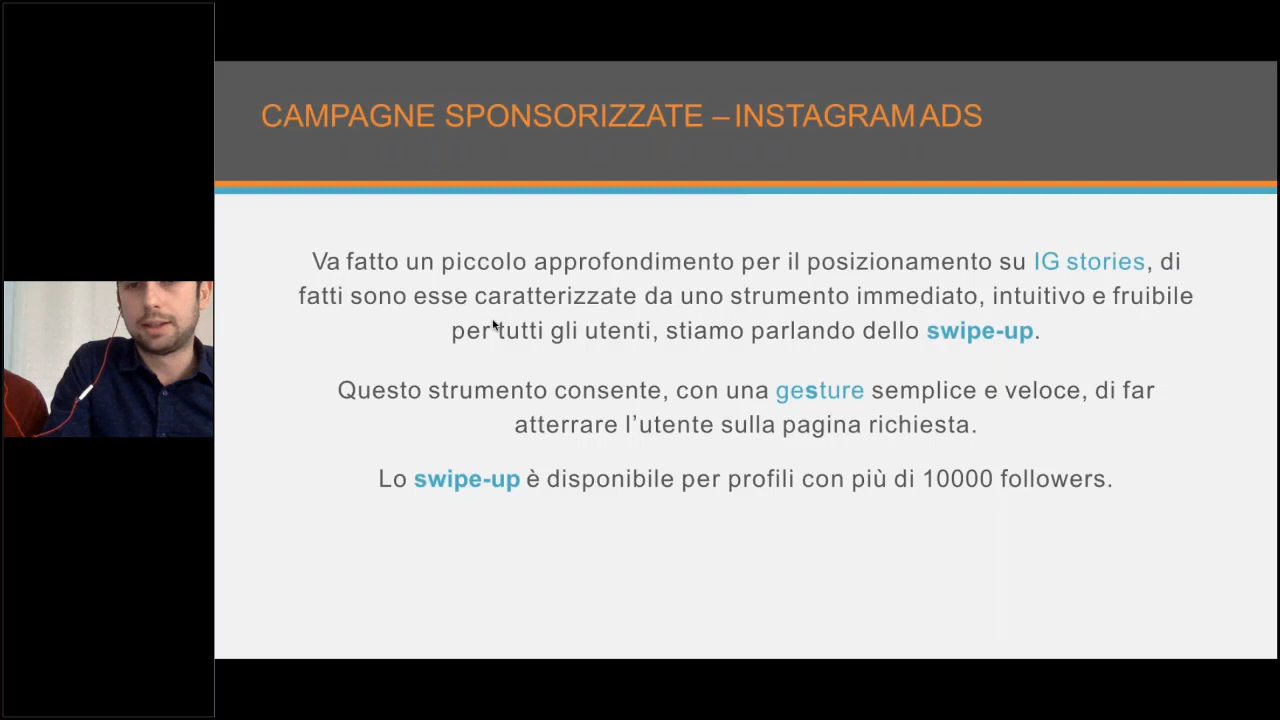 CAMPAGNE SPONSORIZZATE – INSTAGRAM ADS
Va fatto un piccolo approfondimento per il posizionamento su IG stories, di
fatti sono esse caratterizzate da uno strumento immediato, intuitivo e fruibile
per tutti gli utenti, stiamo parlando dello swipe-up.
Questo strumento consente, con una gesture semplice e veloce, di far
atterrare l’utente sulla pagina richiesta.
Lo swipe-up è disponibile per profili con più di 10000 followers.